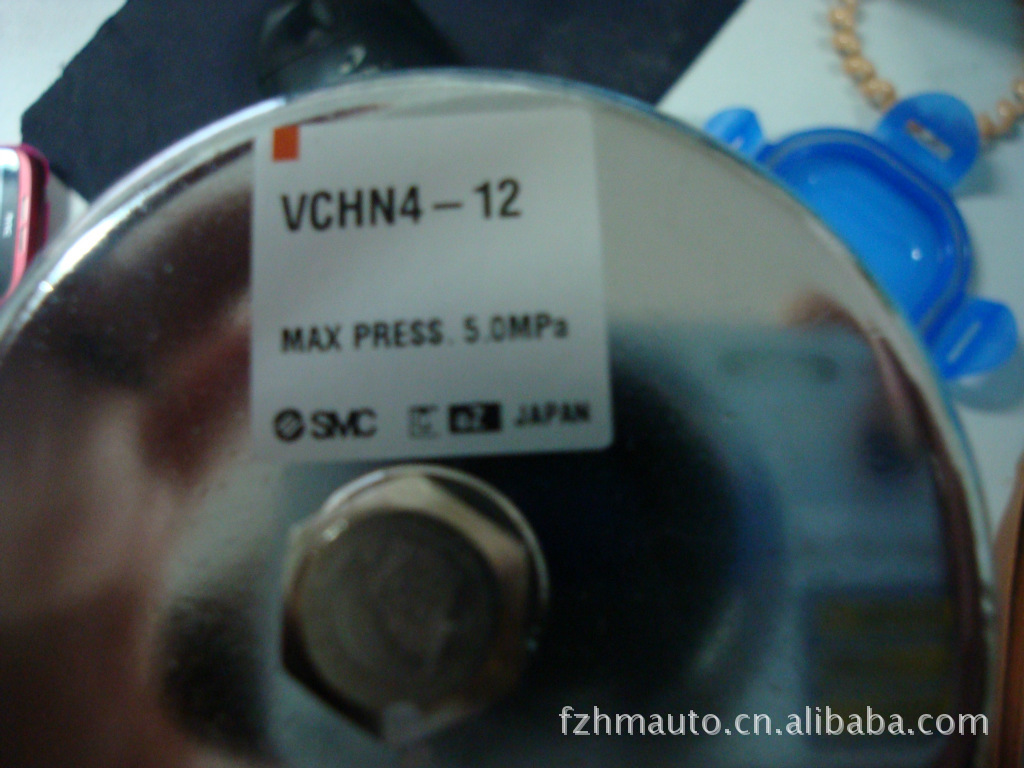 VCHN4-12
MAX PRESS. 5.0MPa
SMC JAPAN
fzhmauto.cn.alibaba.com